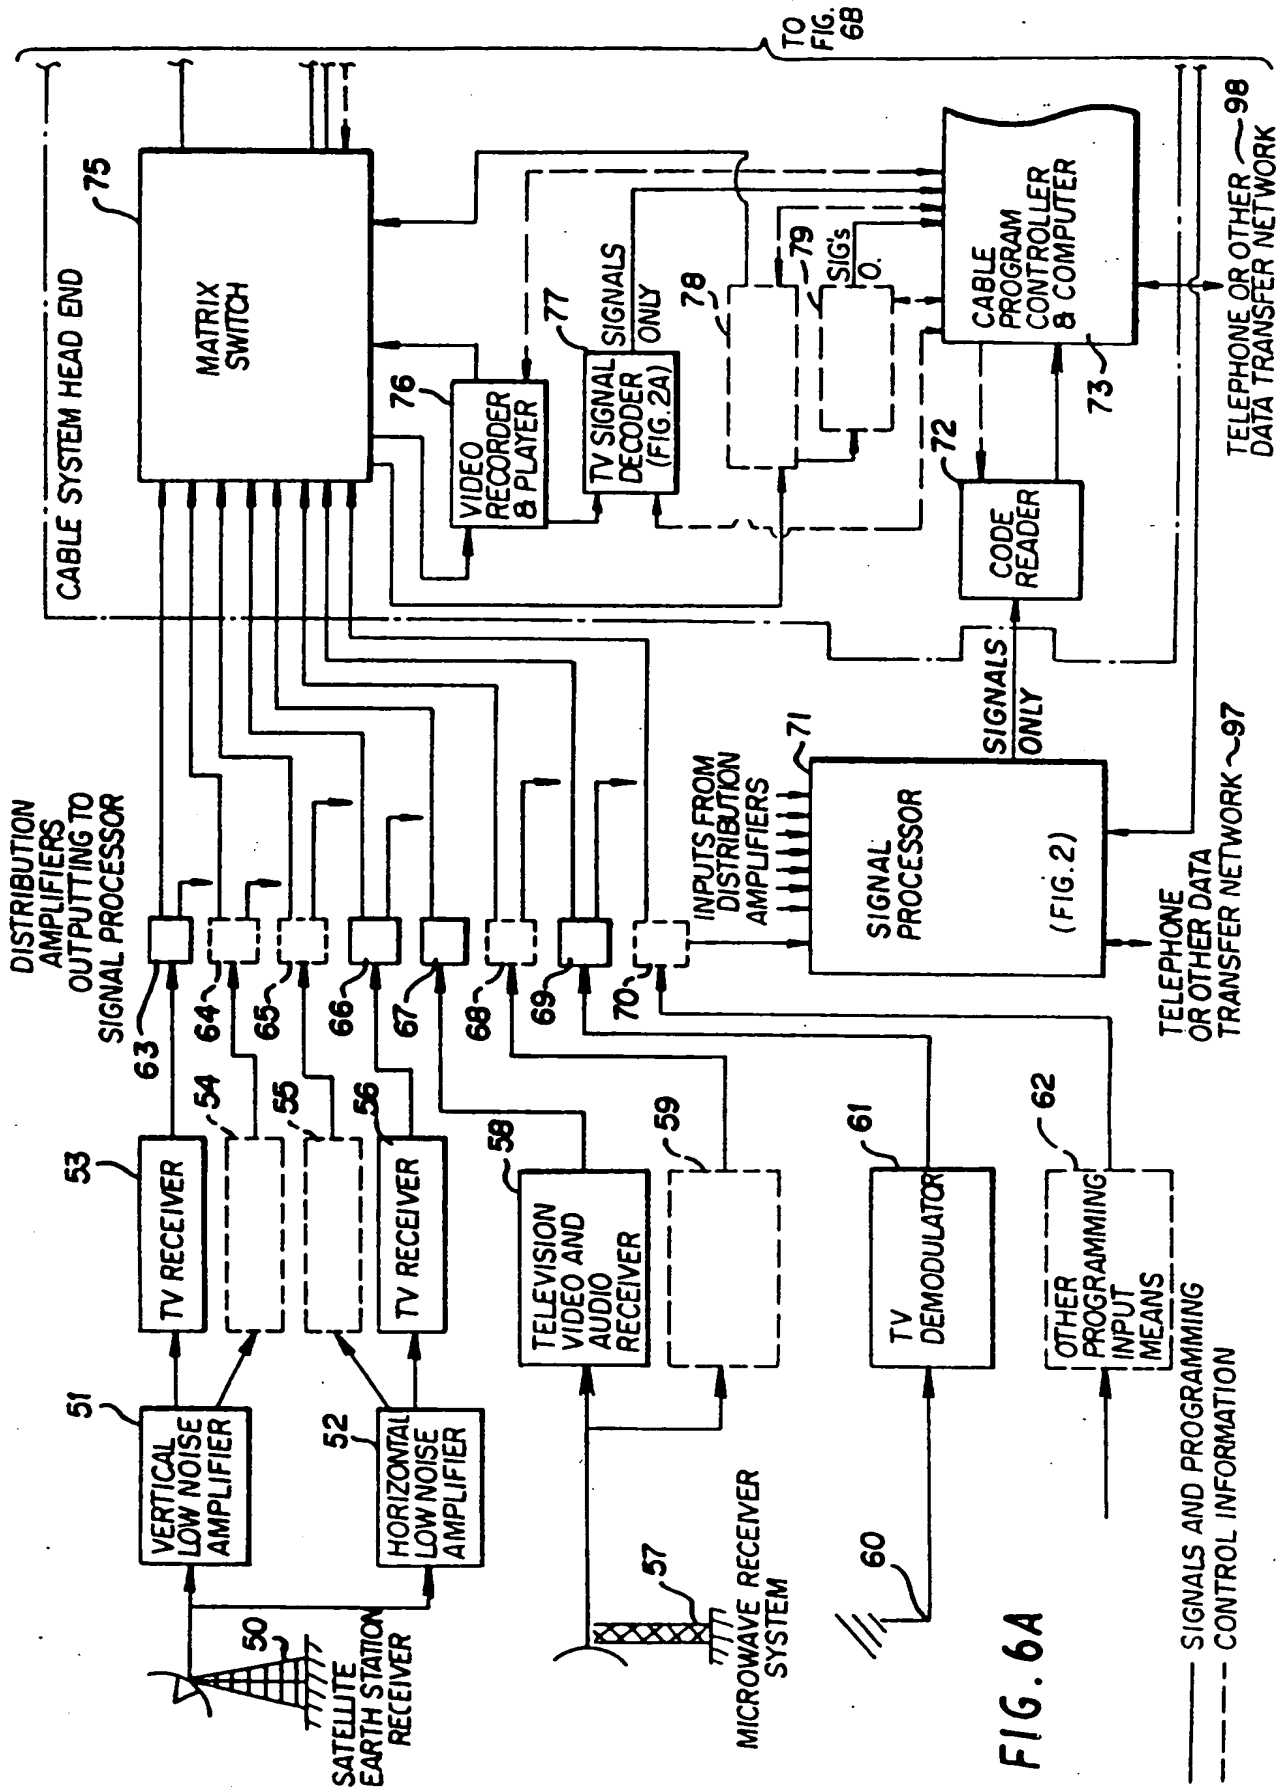 CABLE SYSTEM HEAD END
75
MATRIX
SWITCH
TO
FIG.
6B
DISTRIBUTION
AMPLIFIERS
OUTPUTTING TO
SIGNAL PROCESSOR
63
64
65
66
67
68
69
70
53
TV RECEIVER
54
55
56
TV RECEIVER
51
VERTICAL
LOW NOISE
AMPLIFIER
52
HORIZONTAL
LOW NOISE
AMPLIFIER
50
SATELLITE
EARTH STATION
RECEIVER
76
VIDEO
RECORDER
& PLAYER
77
TV SIGNAL
DECODER
(FIG. 2A)
SIGNALS
ONLY
78
79
SIG's
O.
58
TELEVISION
VIDEO AND
AUDIO
RECEIVER
59
57
MICROWAVE RECEIVER
SYSTEM
INPUTS FROM
DISTRIBUTION
AMPLIFIERS
71
SIGNAL
PROCESSOR
(FIG. 2)
SIGNALS
ONLY
72
CODE
READER
CABLE
PROGRAM
CONTROLLER
& COMPUTER
73
61
TV
DEMODULATOR
60
62
OTHER
PROGRAMMING
INPUT
MEANS
TELEPHONE
OR OTHER DATA
TRANSFER NETWORK~97
TELEPHONE OR OTHER~98
DATA TRANSFER NETWORK
FIG. 6A
SIGNALS AND PROGRAMMING
CONTROL INFORMATION